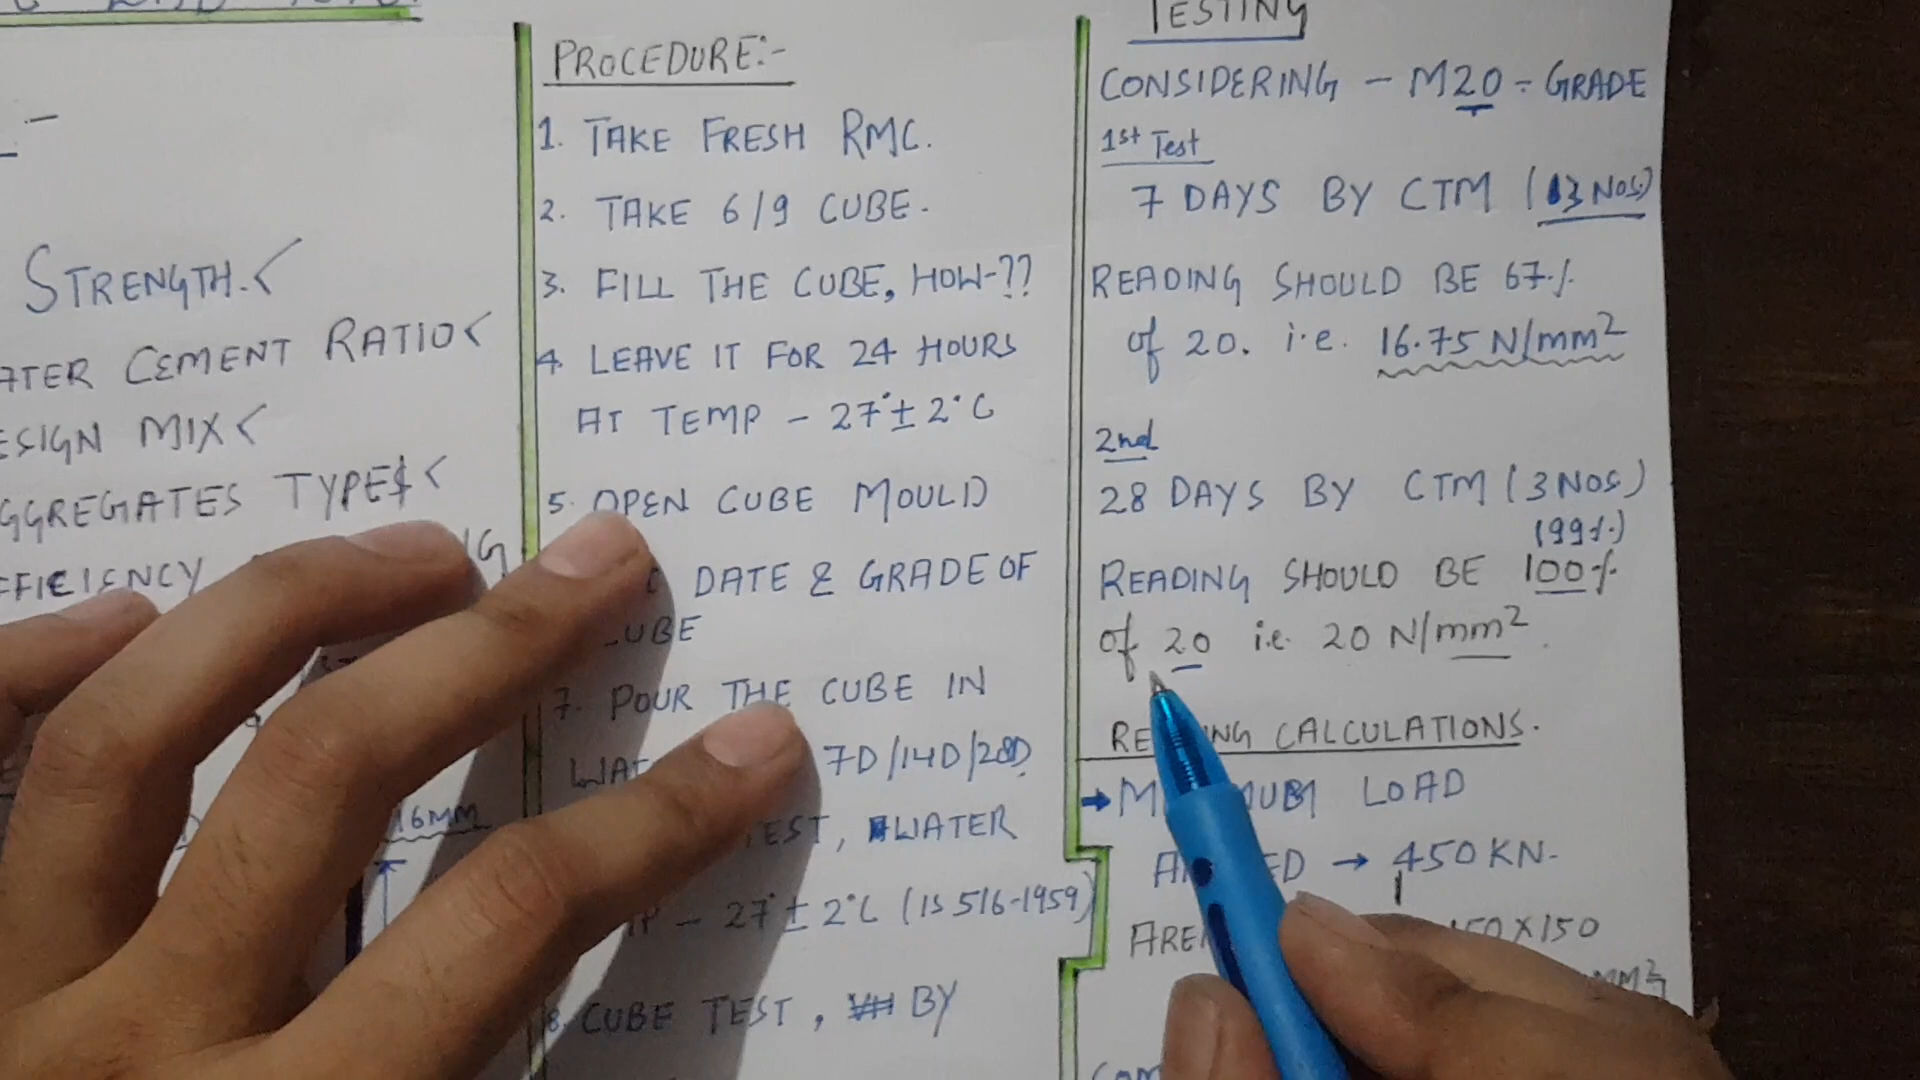 STRENGTH.<
CEMENT RATIO<
MIX<
TYPES<
16MM
PROCEDURE:-
1. TAKE FRESH RMC.
2. TAKE 6/9 CUBE.
3. FILL THE CUBE, HOW-??
4. LEAVE IT FOR 24 HOURS
AT TEMP - 27°± 2°C
5. OPEN CUBE MOULD
DATE & GRADE OF
7. POUR THE CUBE IN
7D/14D/28D
TEST, WATER
- 27°± 2°C (IS 516-1959)
8. CUBE TEST, BY
TESTING
CONSIDERING - M20 - GRADE
1st Test
7 DAYS BY CTM (3 NOS.)
READING SHOULD BE 67%
of 20. i.e. 16.75 N/mm2
2nd
28 DAYS BY CTM (3 NOS.)
(99%)
READING SHOULD BE 100%
of 20 i.e. 20 N/mm2.
CALCULATIONS.
→ LOAD
→ 450 KN-
150 X 150
MM2